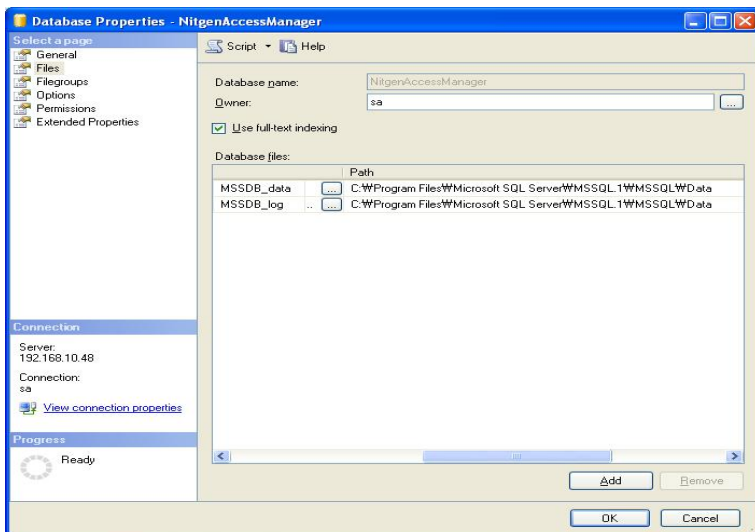 Database Properties - NitgenAccessManager
Select a page
General
Files
Filegroups
Options
Permissions
Extended Properties
Script
Help
Database name:
NitgenAccessManager
Owner:
sa
...
Use full-text indexing
Database files:
Path
MSSDB_data
...
C:₩Program Files₩Microsoft SQL Server₩MSSQL.1₩MSSQL₩Data
MSSDB_log
..
...
C:₩Program Files₩Microsoft SQL Server₩MSSQL.1₩MSSQL₩Data
Connection
Server:
192.168.10.48
Connection:
sa
View connection properties
Progress
Ready
Add
Remove
OK
Cancel